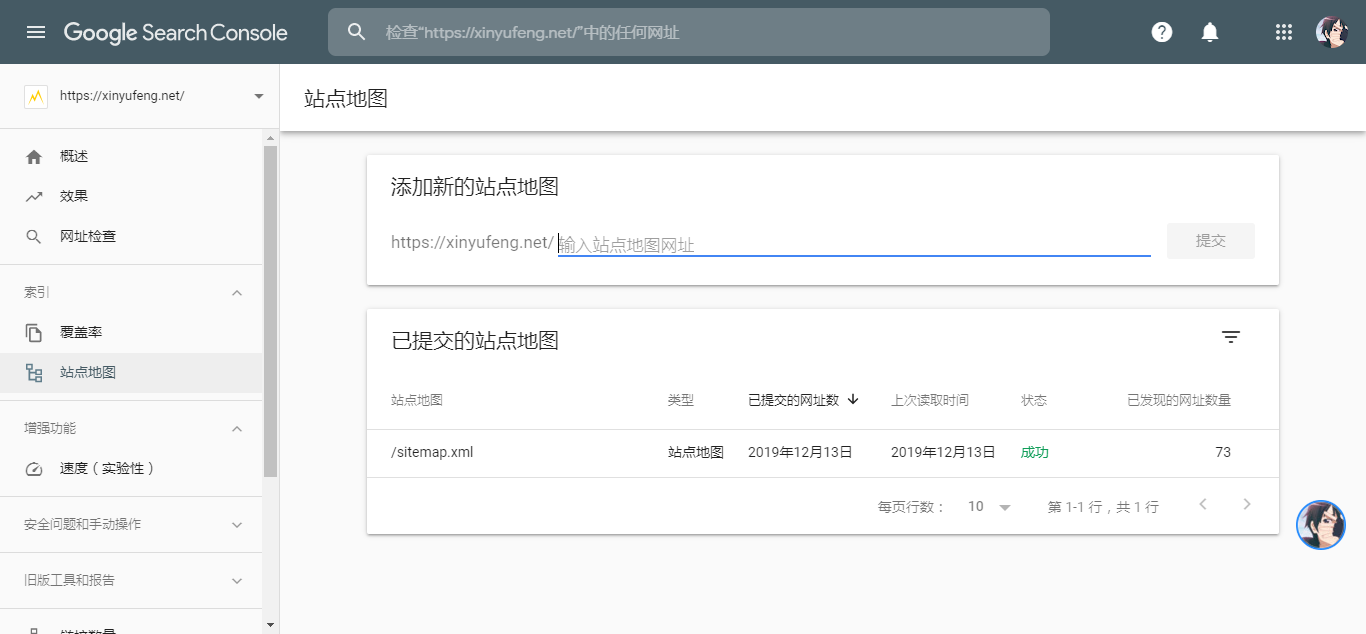 Google Search Console
检查“https://xinyufeng.net/”中的任何网址
https://xinyufeng.net/
概述
效果
网址检查
索引
覆盖率
站点地图
增强功能
速度（实验性）
安全问题和手动操作
旧版工具和报告
站点地图
添加新的站点地图
https://xinyufeng.net/ 输入站点地图网址 提交
已提交的站点地图
站点地图 类型 已提交的网址数 上次读取时间 状态 已发现的网址数量
/sitemap.xml 站点地图 2019年12月13日 2019年12月13日 成功 73
每页行数： 10 第 1-1 行，共 1 行